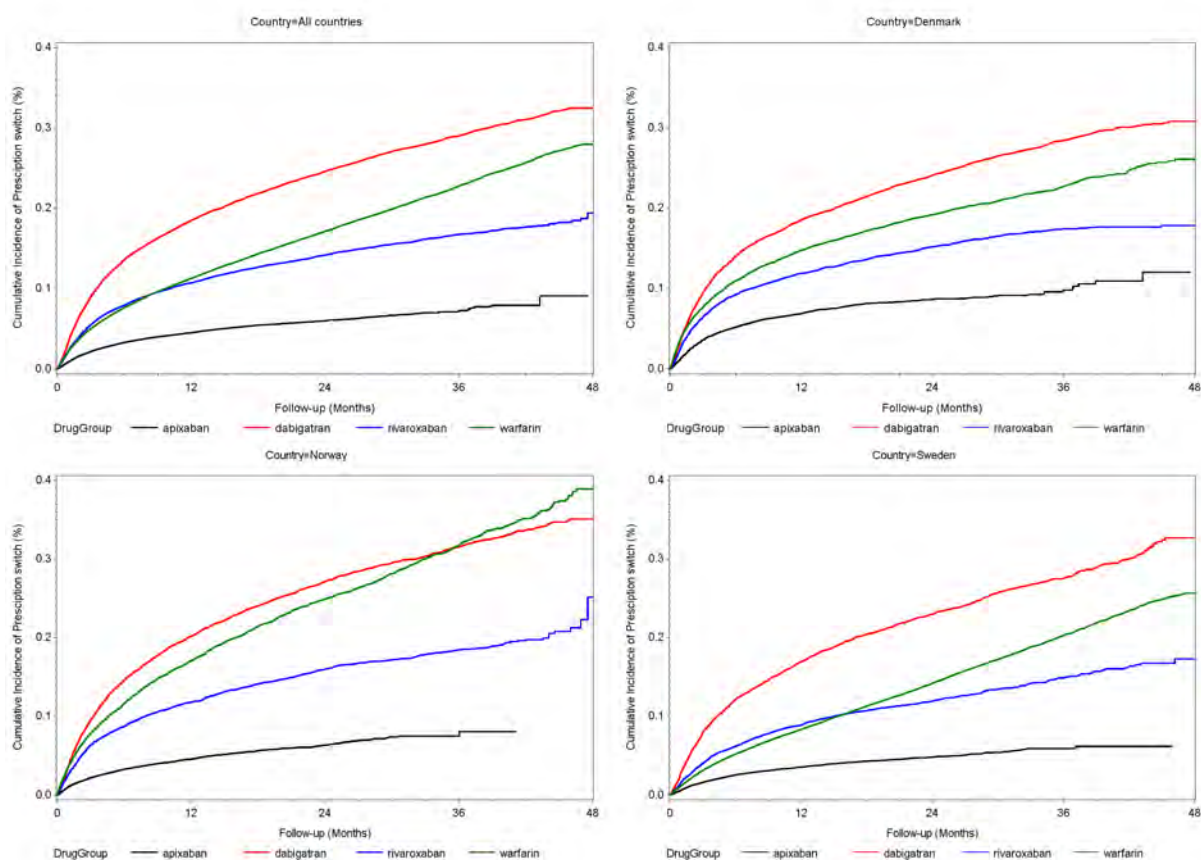 Country=All countries
Cumulative Incidence of Presciption switch (%)
0.4
0.3
0.2
0.1
0.0
0 12 24 36 48
Follow-up (Months)
DrugGroup apixaban dabigatran rivaroxaban warfarin
Country=Denmark
Cumulative Incidence of Presciption switch (%)
0.4
0.3
0.2
0.1
0.0
0 12 24 36 48
Follow-up (Months)
DrugGroup apixaban dabigatran rivaroxaban warfarin
Country=Norway
Cumulative Incidence of Presciption switch (%)
0.4
0.3
0.2
0.1
0.0
0 12 24 36 48
Follow-up (Months)
DrugGroup apixaban dabigatran rivaroxaban warfarin
Country=Sweden
Cumulative Incidence of Presciption switch (%)
0.4
0.3
0.2
0.1
0.0
0 12 24 36 48
Follow-up (Months)
DrugGroup apixaban dabigatran rivaroxaban warfarin